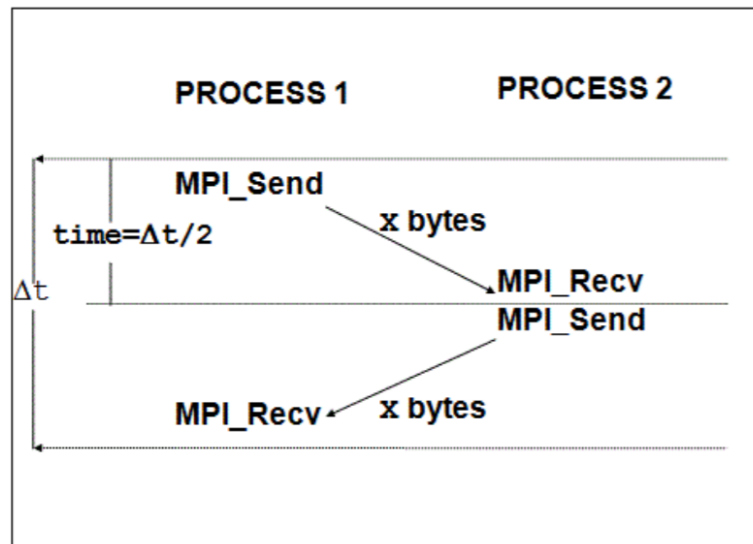 PROCESS 1
PROCESS 2
MPI_Send
X bytes
time=Δt/2
MPI_Recv
Δt
MPI_Send
MPI_Recv
X bytes